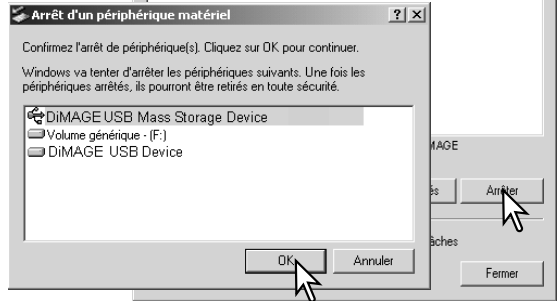 Arrêt d'un périphérique matériel
Confirmez l'arrêt de périphérique(s). Cliquez sur OK pour continuer.
Windows va tenter d'arrêter les périphériques suivants. Une fois les
périphériques arrêtés, ils pourront être retirés en toute sécurité.
DiMAGE USB Mass Storage Device
Volume générique - (F:)
DiMAGE USB Device
OK
Annuler
MAGE
és
Arrêter
âches
Fermer